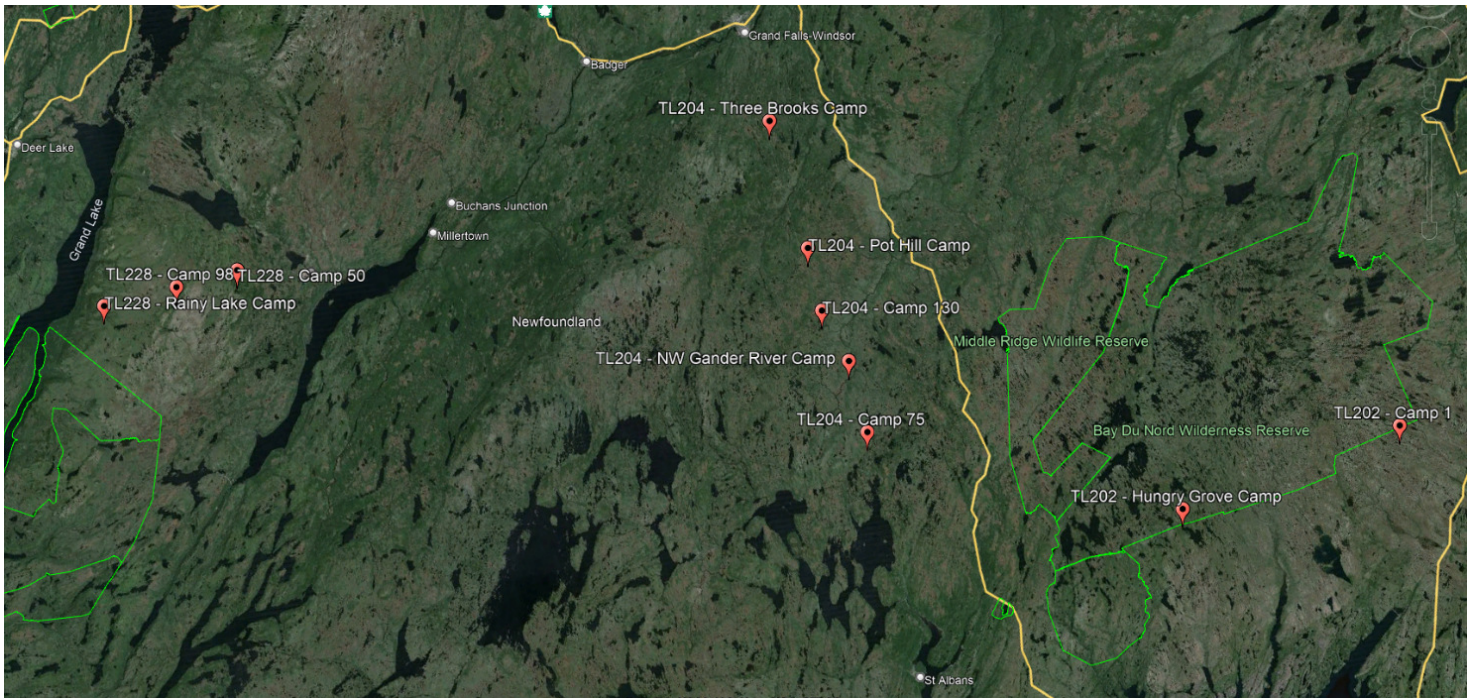 Grand Falls-Windsor
Badger
TL204 - Three Brooks Camp
Deer Lake
Buchans Junction
Grand Lake
Millertown
TL204 - Pot Hill Camp
TL228 - Camp 98
TL228 - Camp 50
TL228 - Rainy Lake Camp
TL204 - Camp 130
Newfoundland
Middle Ridge Wildlife Reserve
TL204 - NW Gander River Camp
TL202 - Camp 1
TL204 - Camp 75
Bay Du Nord Wilderness Reserve
TL202 - Hungry Grove Camp
St Albans